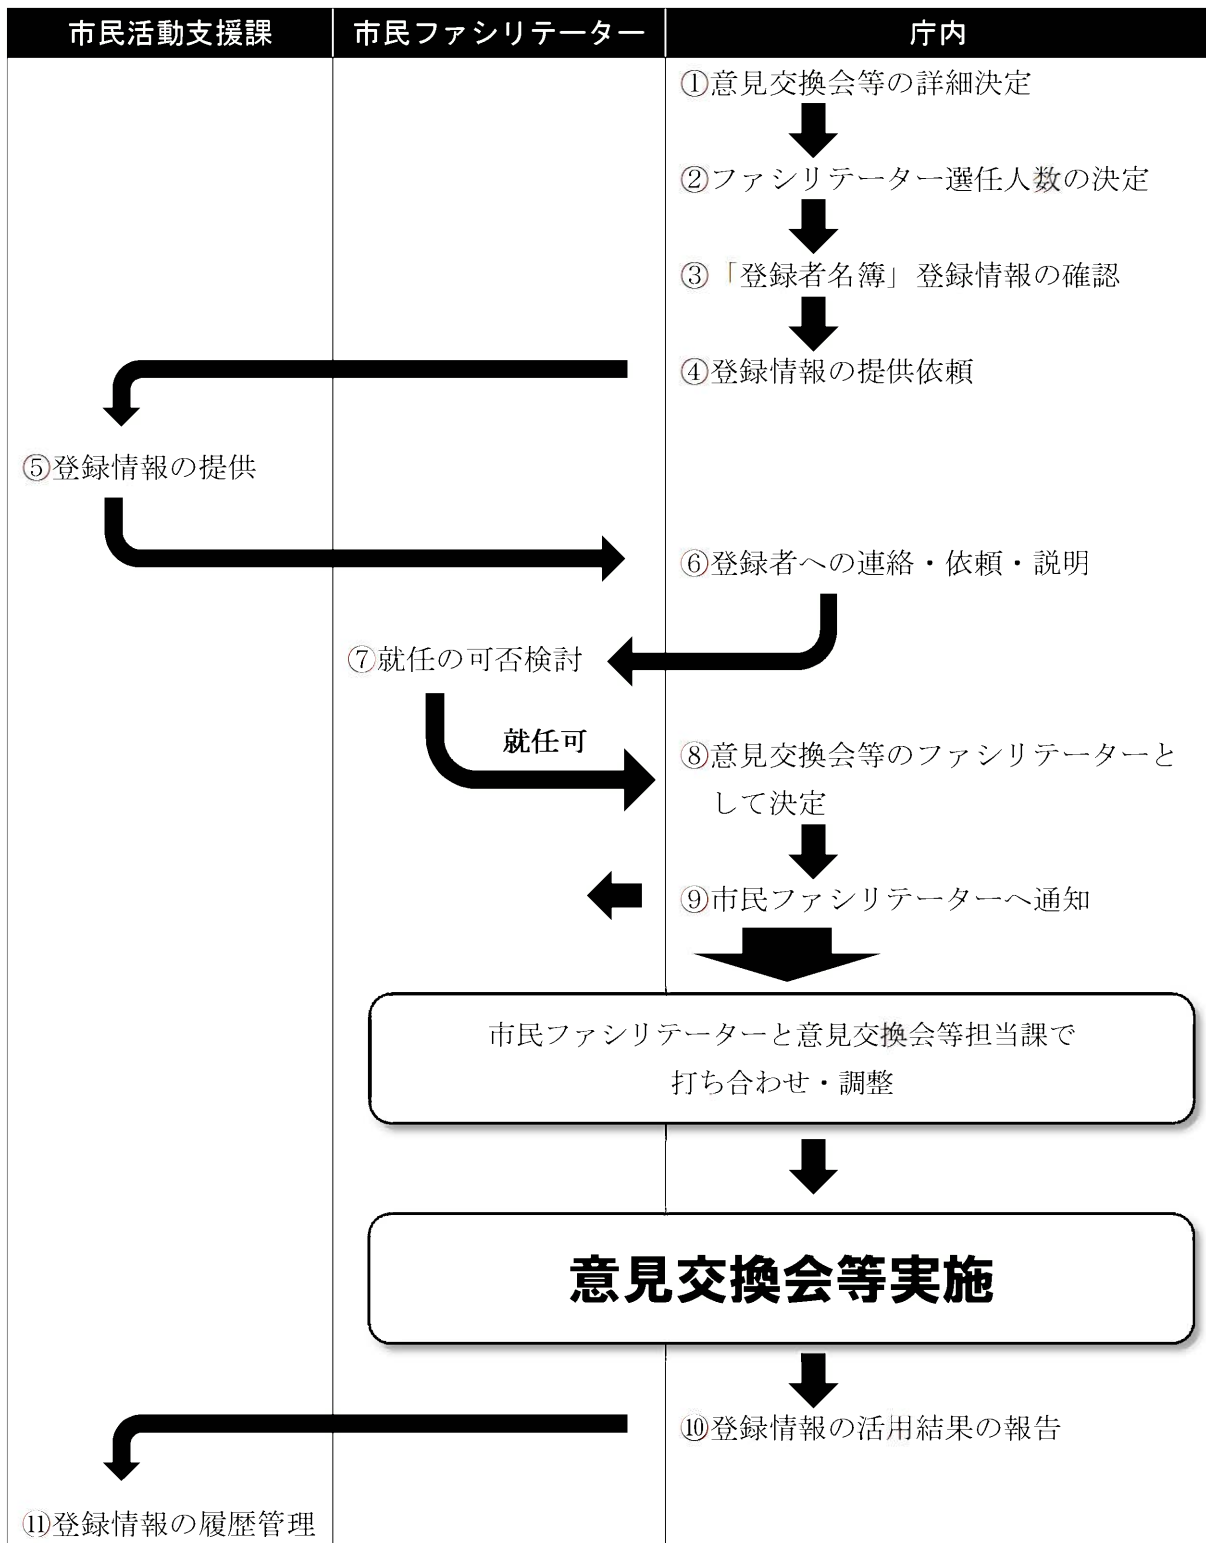 市民活動支援課
市民ファシリテーター
庁内
①意見交換会等の詳細決定
②ファシリテーター選任人数の決定
③「登録者名簿」登録情報の確認
④登録情報の提供依頼
⑤登録情報の提供
⑥登録者への連絡・依頼・説明
⑦就任の可否検討
就任可
⑧意見交換会等のファシリテーターと
して決定
⑨市民ファシリテーターへ通知
市民ファシリテーターと意見交換会等担当課で
打ち合わせ・調整
意見交換会等実施
⑩登録情報の活用結果の報告
⑪登録情報の履歴管理